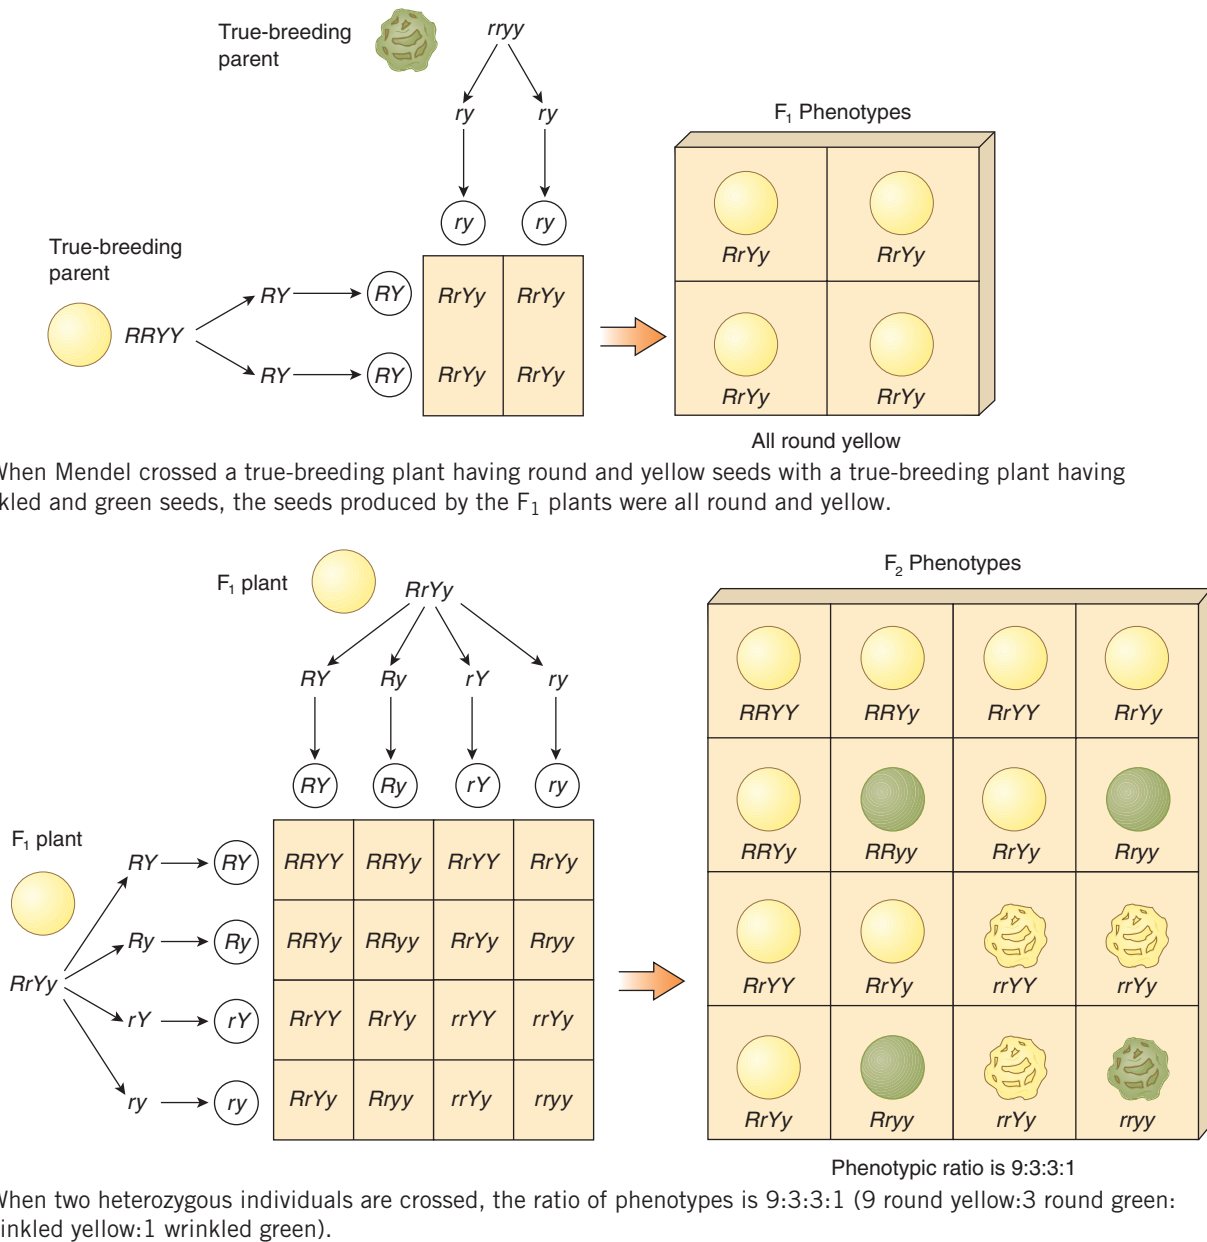 True-breeding
parent
rryy
ry ry
ry ry
True-breeding
parent
RRYY
RY RY
RY RY
RrYy RrYy
RrYy RrYy
F1 Phenotypes
RrYy RrYy
RrYy RrYy
All round yellow
When Mendel crossed a true-breeding plant having round and yellow seeds with a true-breeding plant having
kled and green seeds, the seeds produced by the F1 plants were all round and yellow.
F1 plant
RrYy
RY Ry rY ry
RY Ry rY ry
F1 plant
RrYy
RY RY
Ry Ry
rY rY
ry ry
RRYY RRYy RrYY RrYy
RRYy RRyy RrYy Rryy
RrYY RrYy rrYY rrYy
RrYy Rryy rrYy rryy
F2 Phenotypes
RRYY RRYy RrYY RrYy
RRYy RRyy RrYy Rryy
RrYY RrYy rrYY rrYy
RrYy Rryy rrYy rryy
Phenotypic ratio is 9:3:3:1
When two heterozygous individuals are crossed, the ratio of phenotypes is 9:3:3:1 (9 round yellow:3 round green:
inkled yellow:1 wrinkled green).